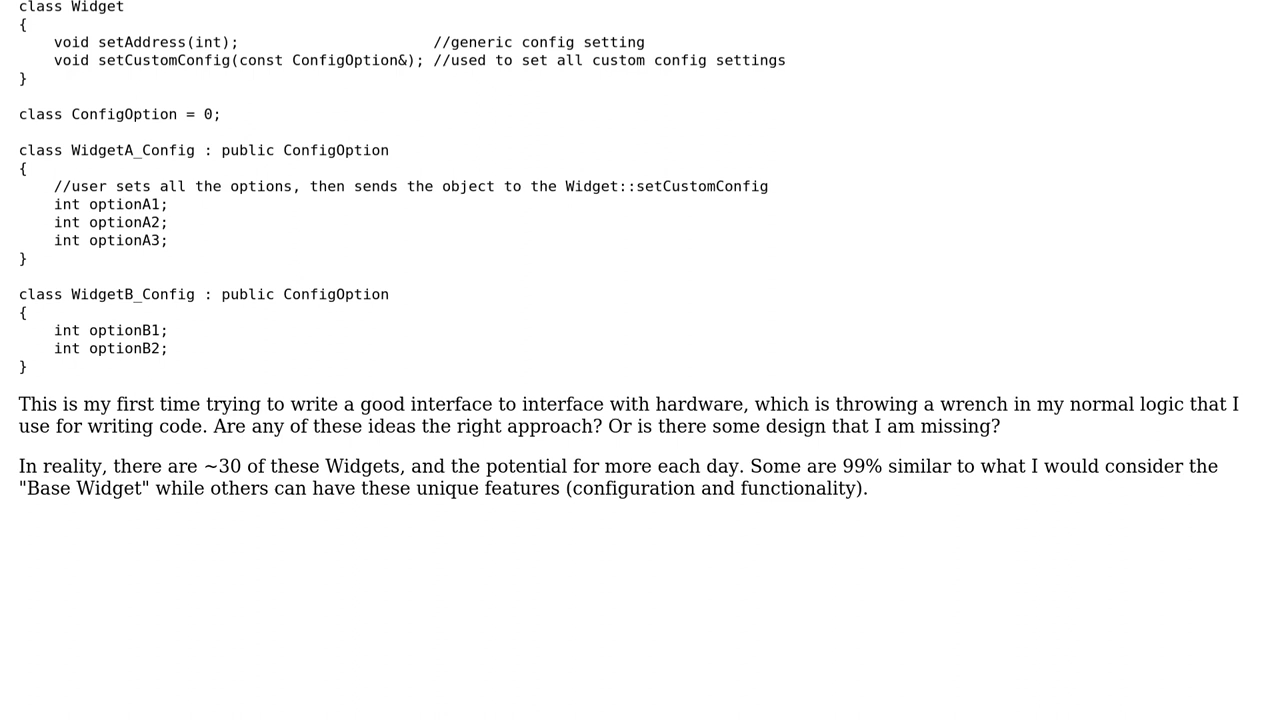 class Widget
{
    void setAddress(int);                      //generic config setting
    void setCustomConfig(const ConfigOption&); //used to set all custom config settings
}
class ConfigOption = 0;
class WidgetA_Config : public ConfigOption
{
    //user sets all the options, then sends the object to the Widget::setCustomConfig
    int optionA1;
    int optionA2;
    int optionA3;
}
class WidgetB_Config : public ConfigOption
{
    int optionB1;
    int optionB2;
}
This is my first time trying to write a good interface to interface with hardware, which is throwing a wrench in my normal logic that I
use for writing code. Are any of these ideas the right approach? Or is there some design that I am missing?
In reality, there are ~30 of these Widgets, and the potential for more each day. Some are 99% similar to what I would consider the
"Base Widget" while others can have these unique features (configuration and functionality).